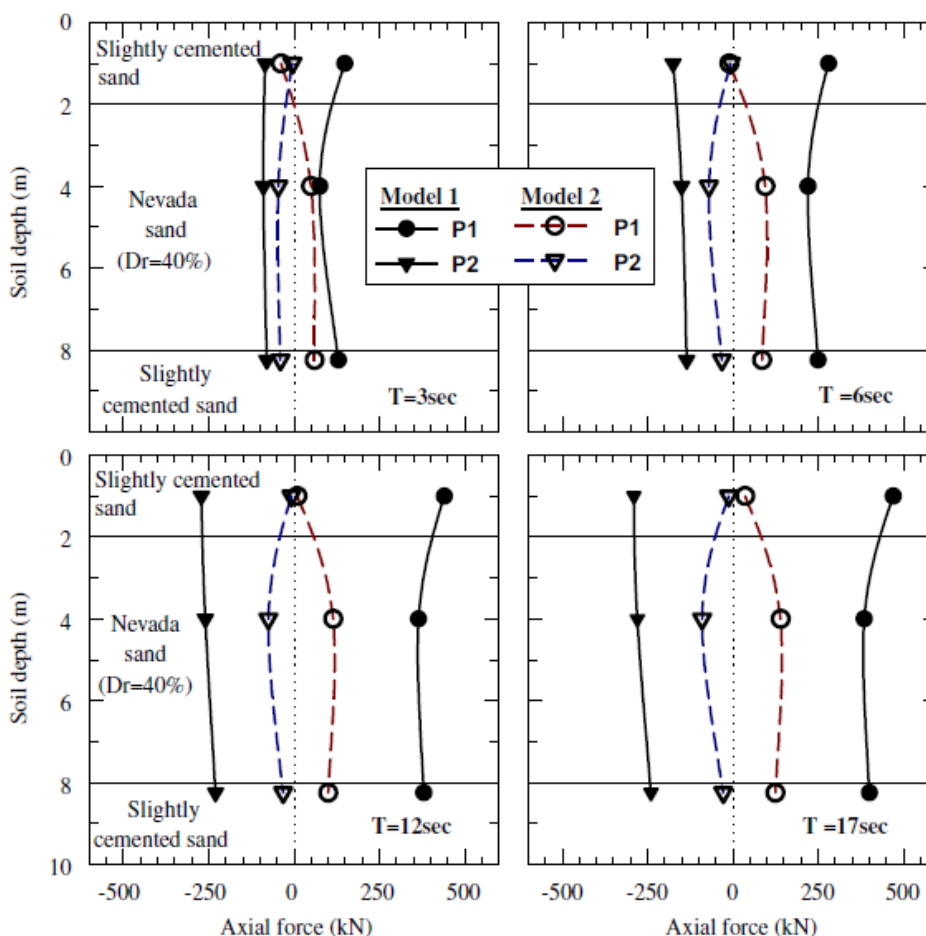 0
2
4
6
8
Soil depth (m)
Slightly cemented
sand
Nevada
sand
(Dr=40%)
Slightly
cemented sand
T=3sec
Model 1 Model 2
P1 P1
P2 P2
T =6sec
0
2
4
6
8
10
Soil depth (m)
Slightly cemented
sand
Nevada
sand
(Dr=40%)
Slightly
cemented sand
T=12sec
T =17sec
-500 -250 0 250 500
Axial force (kN)
-500 -250 0 250 500
Axial force (kN)